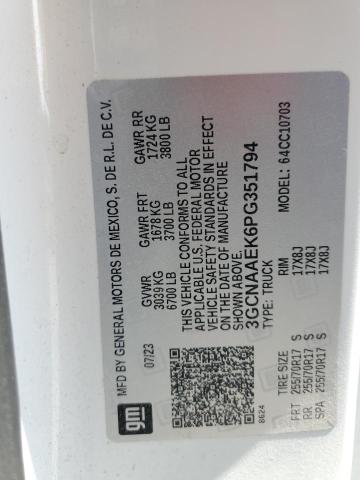 gm
MFD BY GENERAL MOTORS DE MEXICO, S. DE R.L. DE C.V.
07/23
GVWR GAWR FRT GAWR RR
3039 KG 1678 KG 1724 KG
6700 LB 3700 LB 3800 LB
THIS VEHICLE CONFORMS TO ALL
APPLICABLE U.S. FEDERAL MOTOR
VEHICLE SAFETY STANDARDS IN EFFECT
ON THE DATE OF MANUFACTURE
SHOWN ABOVE.
3GCNAAEK6PG351794
TYPE: TRUCK MODEL: 64CC10703
8624
TIRE SIZE RIM
FRT 255/70R17 S 17X8J
RR 255/70R17 S 17X8J
SPA 255/70R17 S 17X8J